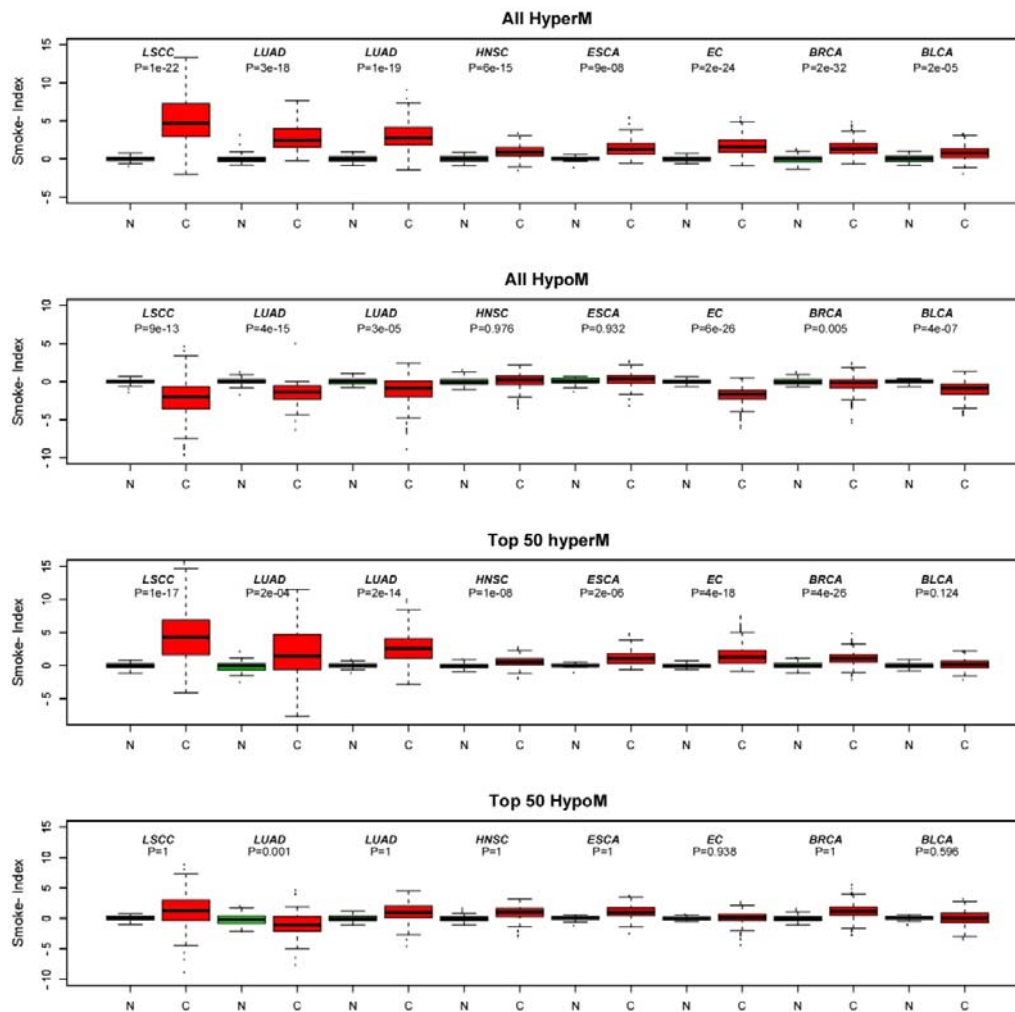 All HyperM
LSCC LUAD LUAD HNSC ESCA EC BRCA BLCA
P=1e-22 P=3e-18 P=1e-19 P=6e-15 P=9e-08 P=2e-24 P=2e-32 P=2e-05
Smoke- Index
15
10
5
0
-5
N C N C N C N C N C N C N C N C
All HypoM
LSCC LUAD LUAD HNSC ESCA EC BRCA BLCA
P=9e-13 P=4e-15 P=3e-05 P=0.976 P=0.932 P=6e-26 P=0.005 P=4e-07
Smoke- Index
10
5
0
-5
-10
N C N C N C N C N C N C N C N C
Top 50 hyperM
LSCC LUAD LUAD HNSC ESCA EC BRCA BLCA
P=1e-17 P=2e-04 P=2e-14 P=1e-08 P=2e-06 P=4e-18 P=4e-26 P=0.124
Smoke- Index
15
10
5
0
-5
N C N C N C N C N C N C N C N C
Top 50 HypoM
LSCC LUAD LUAD HNSC ESCA EC BRCA BLCA
P=1 P=0.001 P=1 P=1 P=1 P=0.938 P=1 P=0.596
Smoke- Index
15
10
5
0
-5
-10
N C N C N C N C N C N C N C N C